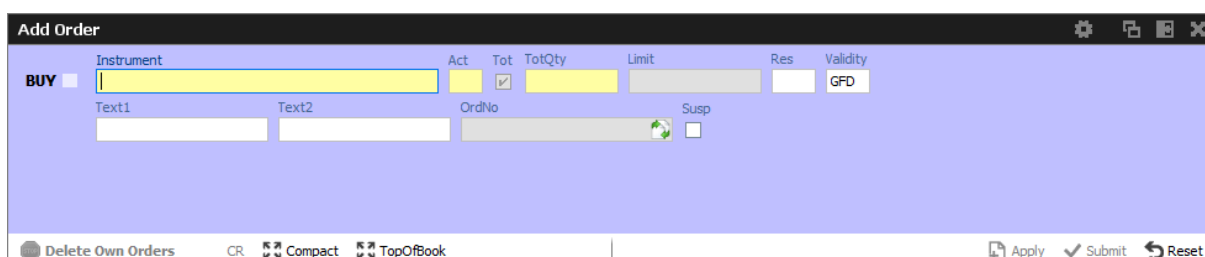 Add Order
Instrument Act Tot TotQty Limit Res Validity
BUY GFD
Text1 Text2 OrdNo Susp
Delete Own Orders CR Compact TopOfBook Apply Submit Reset